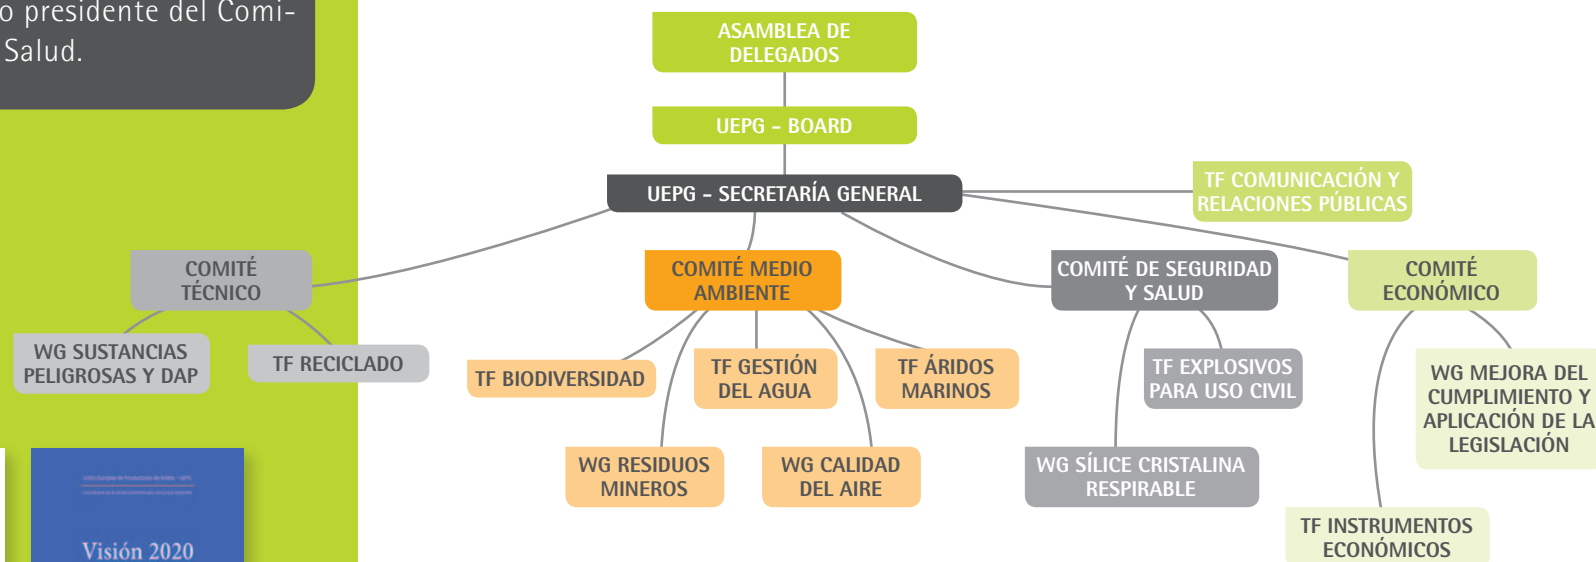 o presidente del Comi-
Salud.
ASAMBLEA DE
DELEGADOS
UEPG - BOARD
UEPG - SECRETARÍA GENERAL
TF COMUNICACIÓN Y
RELACIONES PÚBLICAS
COMITÉ
TÉCNICO
COMITÉ MEDIO
AMBIENTE
COMITÉ DE SEGURIDAD
Y SALUD
COMITÉ
ECONÓMICO
WG SUSTANCIAS
PELIGROSAS Y DAP
TF RECICLADO
TF BIODIVERSIDAD
TF GESTIÓN
DEL AGUA
TF ÁRIDOS
MARINOS
TF EXPLOSIVOS
PARA USO CIVIL
WG MEJORA DEL
CUMPLIMIENTO Y
APLICACIÓN DE LA
LEGISLACIÓN
WG RESIDUOS
MINEROS
WG CALIDAD
DEL AIRE
WG SÍLICE CRISTALINA
RESPIRABLE
TF INSTRUMENTOS
ECONÓMICOS
Visión 2020